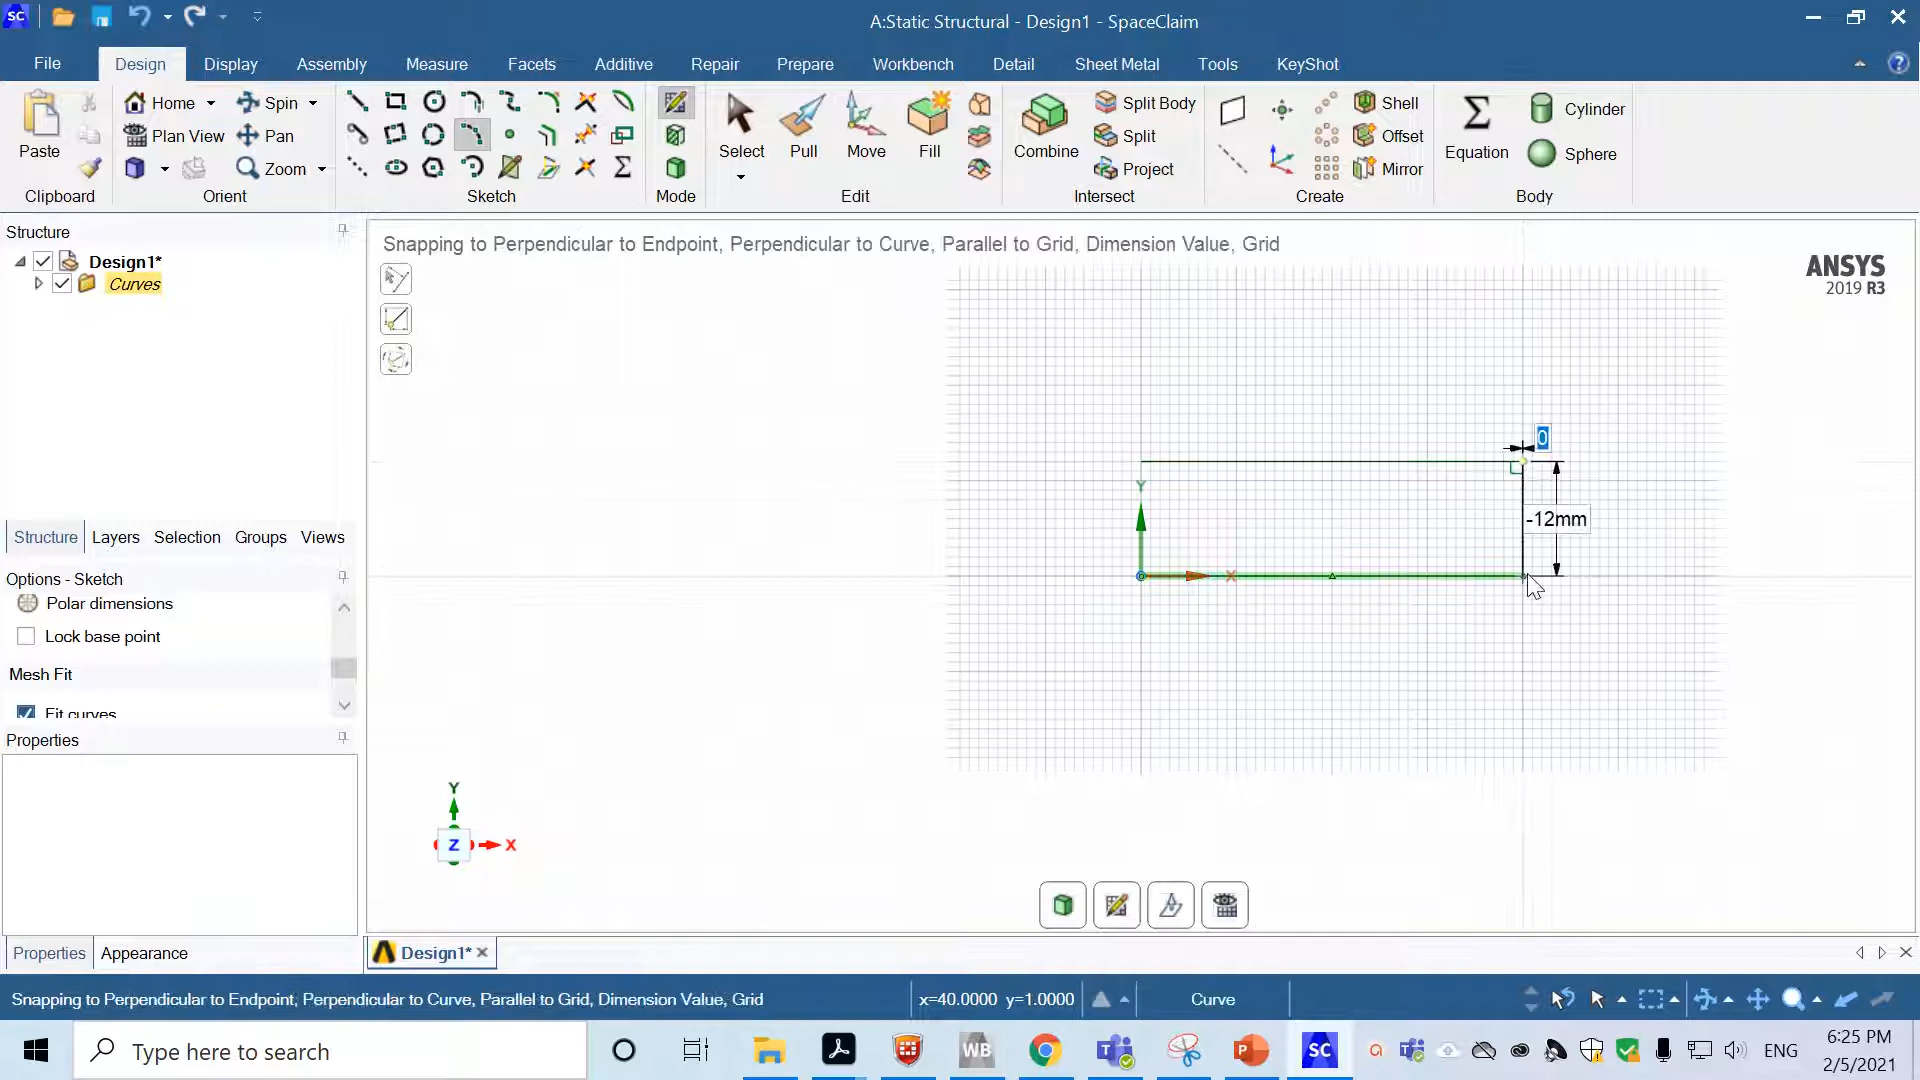 SC
A:Static Structural - Design1 - SpaceClaim
File
Design
Display
Assembly
Measure
Facets
Additive
Repair
Prepare
Workbench
Detail
Sheet Metal
Tools
KeyShot
Paste
Clipboard
Home
Spin
Plan View
Pan
Zoom
Orient
Sketch
Mode
Select
Pull
Move
Fill
Edit
Combine
Split Body
Split
Project
Intersect
Shell
Offset
Mirror
Create
Equation
Cylinder
Sphere
Body
Structure
Design1*
Curves
Snapping to Perpendicular to Endpoint, Perpendicular to Curve, Parallel to Grid, Dimension Value, Grid
ANSYS
2019 R3
0
-12mm
Y
X
Structure
Layers
Selection
Groups
Views
Options - Sketch
Polar dimensions
Lock base point
Mesh Fit
Fit curves
Properties
Y
Z
X
Properties
Appearance
Design1*
Snapping to Perpendicular to Endpoint, Perpendicular to Curve, Parallel to Grid, Dimension Value, Grid
x=40.0000 y=1.0000
Curve
Type here to search
WB
SC
ENG
6:25 PM
2/5/2021